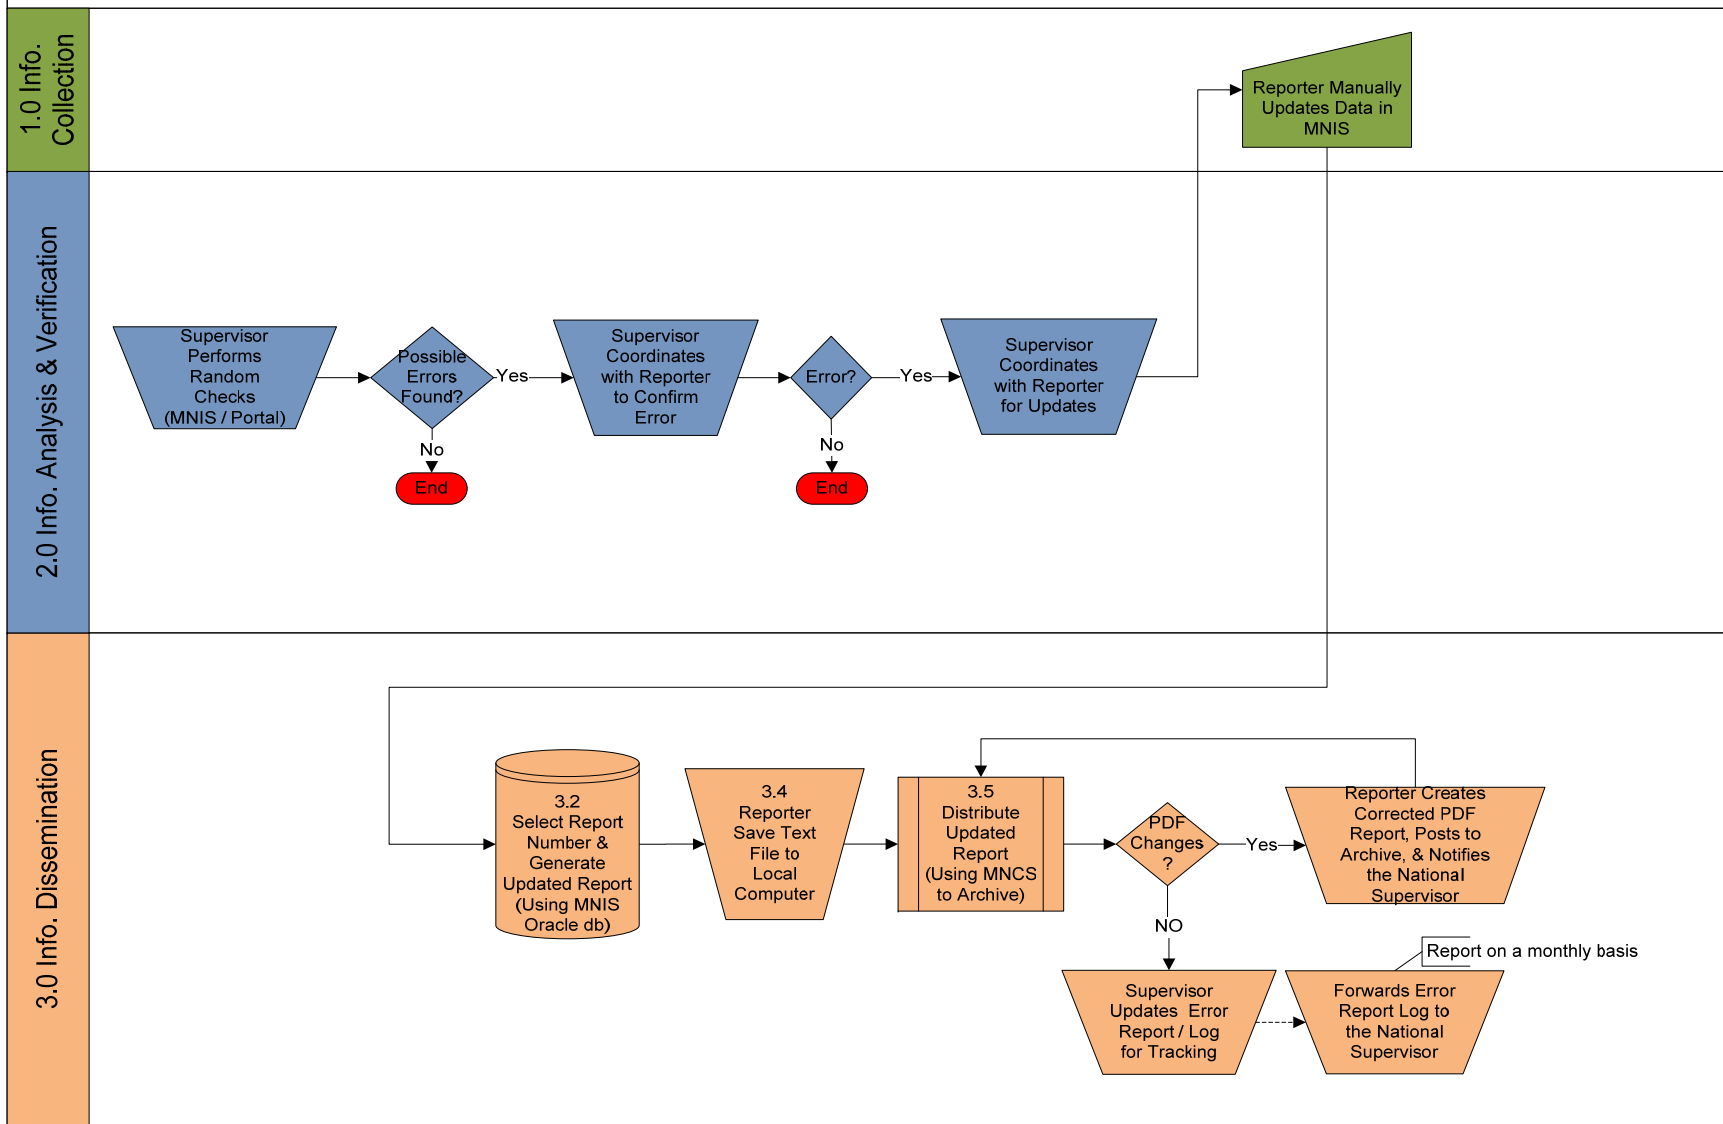 1.0 Info.
Collection
Reporter Manually
Updates Data in
MNIS
2.0 Info. Analysis & Verification
Supervisor
Performs
Random
Checks
(MNIS / Portal)
Possible
Errors
Found?
Yes
No
End
Supervisor
Coordinates
with Reporter
to Confirm
Error
Error?
Yes
No
End
Supervisor
Coordinates
with Reporter
for Updates
3.0 Info. Dissemination
3.2
Select Report
Number &
Generate
Updated Report
(Using MNIS
Oracle db)
3.4
Reporter
Save Text
File to
Local
Computer
3.5
Distribute
Updated
Report
(Using MNCS
to Archive)
PDF
Changes
?
Yes
NO
Reporter Creates
Corrected PDF
Report, Posts to
Archive, & Notifies
the National
Supervisor
Report on a monthly basis
Supervisor
Updates Error
Report / Log
for Tracking
Forwards Error
Report Log to
the National
Supervisor